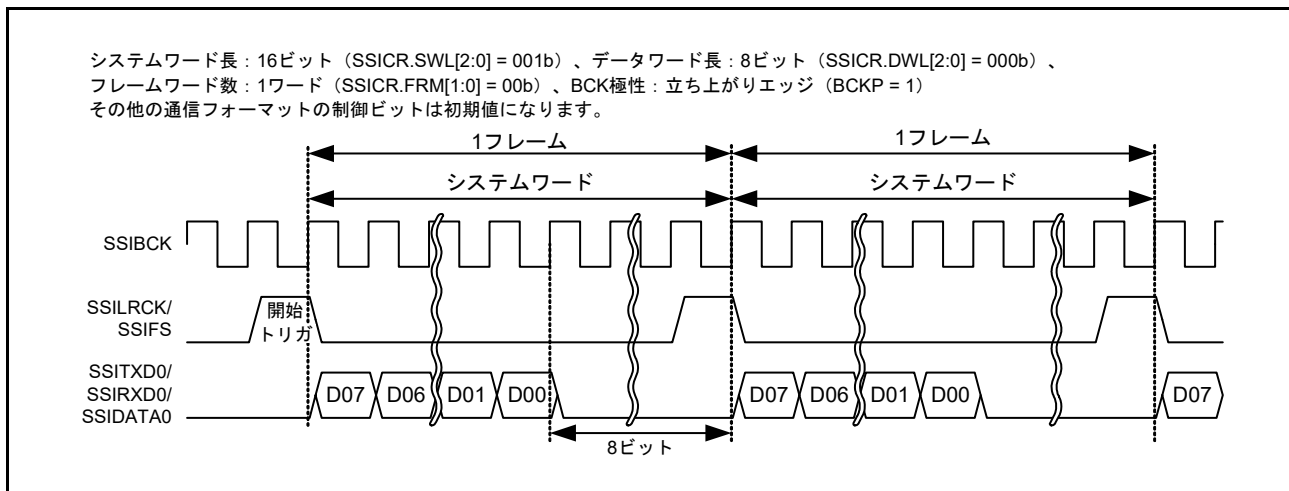 システムワード長：16ビット（SSICR.SWL[2:0] = 001b）、データワード長：8ビット（SSICR.DWL[2:0] = 000b）、
フレームワード数：1ワード（SSICR.FRM[1:0] = 00b）、BCK極性：立ち上がりエッジ（BCKP = 1）
その他の通信フォーマットの制御ビットは初期値になります。
1フレーム 1フレーム
システムワード システムワード
SSIBCK
SSILRCK/
SSIFS
開始
トリガ
SSITXD0/
SSIRXD0/
SSIDATA0
D07 D06 D01 D00 D07 D06 D01 D00 D07
8ビット